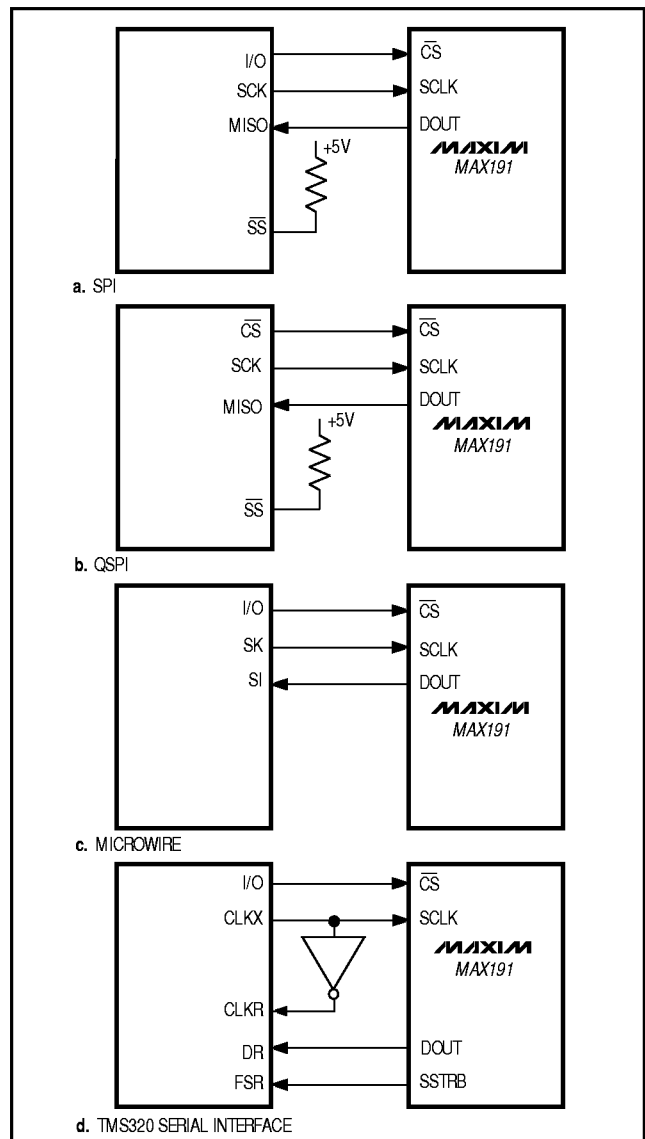 I/O
CS
SCK
SCLK
MISO
DOUT
+5V
MAXIM
MAX191
SS
a. SPI
CS
CS
SCK
SCLK
MISO
DOUT
+5V
MAXIM
MAX191
SS
b. QSPI
I/O
CS
SK
SCLK
SI
DOUT
MAXIM
MAX191
c. MICROWIRE
I/O
CS
CLKX
SCLK
MAXIM
MAX191
CLKR
DR
DOUT
FSR
SSTRB
d. TMS320 SERIAL INTERFACE